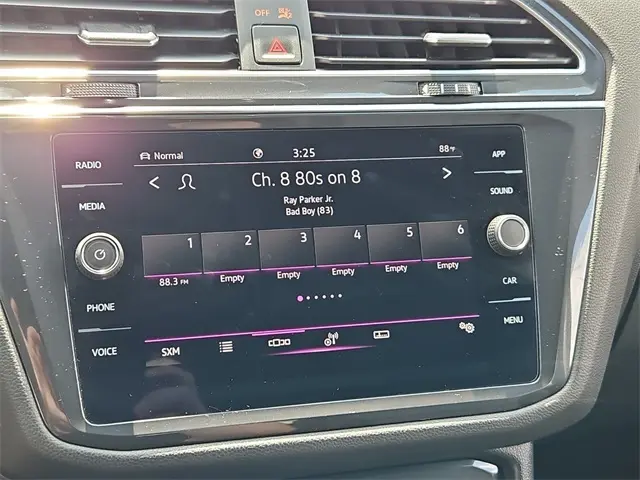 OFF
RADIO
Normal
3:25
88°F
APP
Ch. 8 80s on 8
MEDIA
Ray Parker Jr.
Bad Boy (83)
SOUND
1 2 3 4 5 6
88.3 FM Empty Empty Empty Empty Empty
PHONE
CAR
VOICE
SXM
MENU